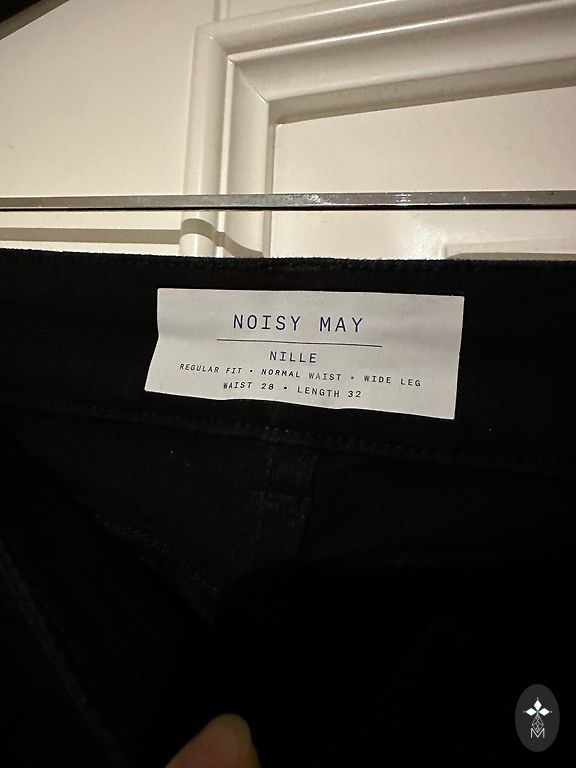 NOISY MAY
NILLE
REGULAR FIT • NORMAL WAIST • WIDE LEG
WAIST 28 • LENGTH 32
M